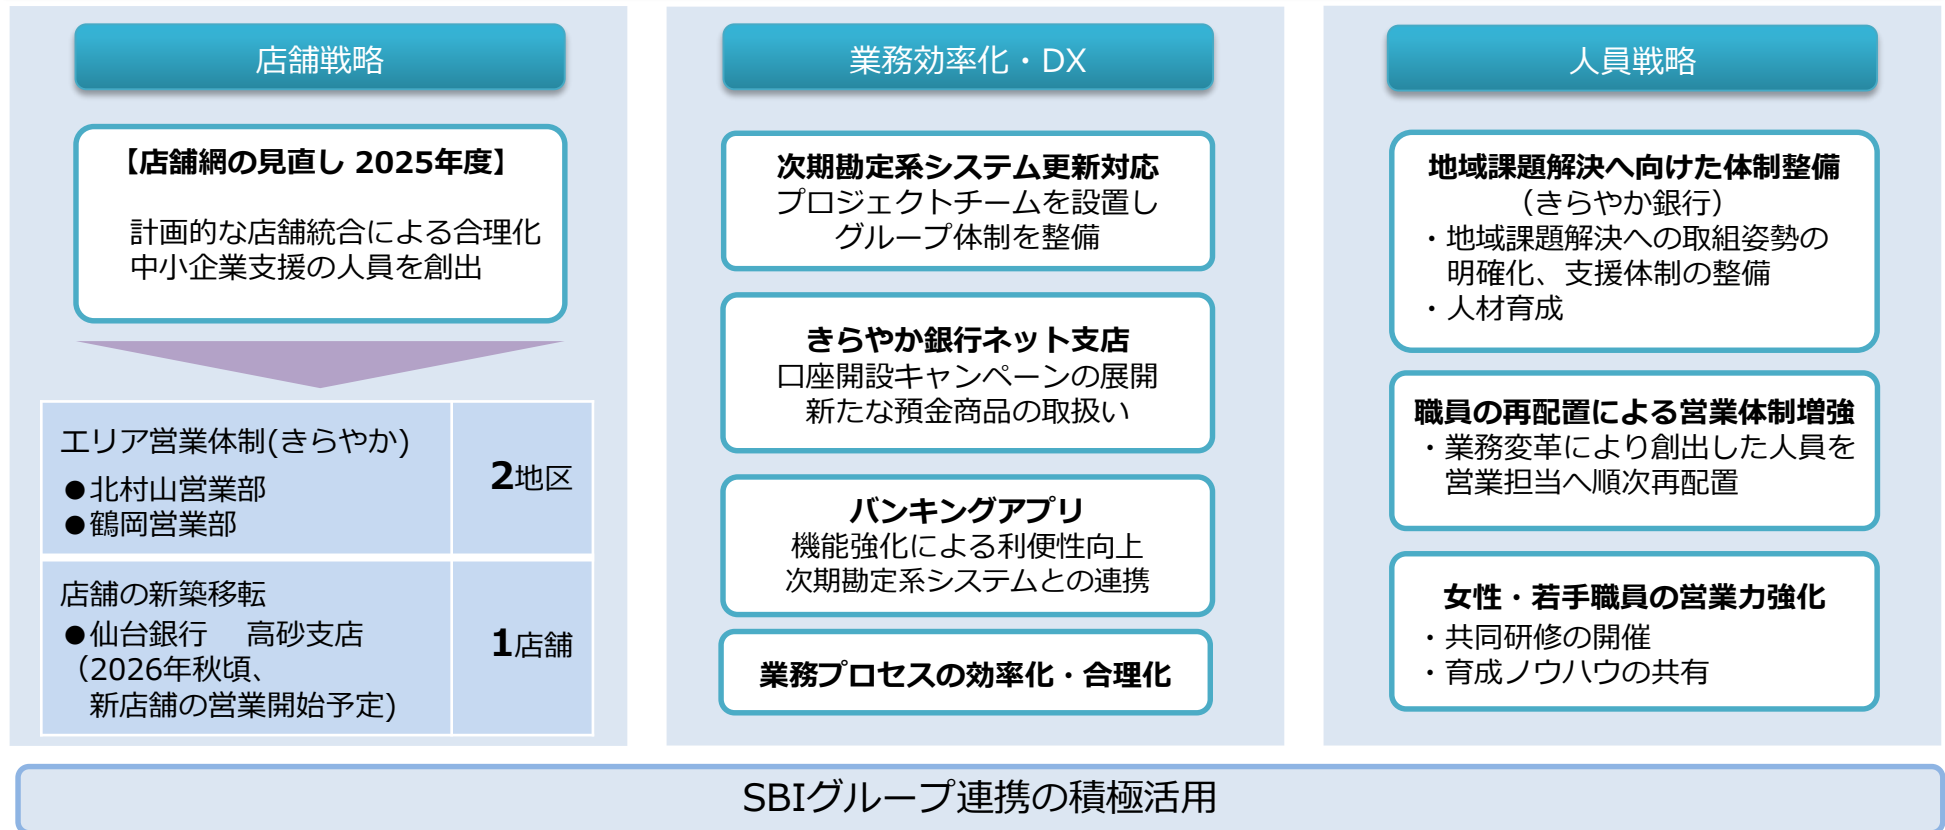 店舗戦略
【店舗網の見直し 2025年度】
計画的な店舗統合による合理化
中小企業支援の人員を創出
エリア営業体制(きらやか)
●北村山営業部
●鶴岡営業部
2地区
店舗の新築移転
●仙台銀行　高砂支店
（2026年秋頃、
新店舗の営業開始予定)
1店舗
業務効率化・DX
次期勘定系システム更新対応
プロジェクトチームを設置し
グループ体制を整備
きらやか銀行ネット支店
口座開設キャンペーンの展開
新たな預金商品の取扱い
バンキングアプリ
機能強化による利便性向上
次期勘定系システムとの連携
業務プロセスの効率化・合理化
人員戦略
地域課題解決へ向けた体制整備
（きらやか銀行）
・地域課題解決への取組姿勢の
明確化、支援体制の整備
・人材育成
職員の再配置による営業体制増強
・業務変革により創出した人員を
営業担当へ順次再配置
女性・若手職員の営業力強化
・共同研修の開催
・育成ノウハウの共有
SBIグループ連携の積極活用